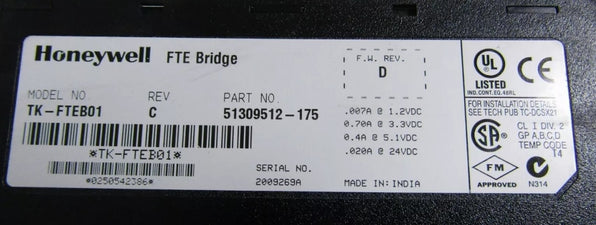 Honeywell FTE Bridge
F.W. REV.
D
UL
LISTED
IND.CONT.EQ.48RL
CE
MODEL NO REV PART NO.
TK-FTEB01 C 51309512-175
.007A @ 1.2VDC
0.70A @ 3.3VDC
0.4A @ 5.1VDC
.020A @ 24VDC
FOR INSTALLATION DETAILS
SEE TECH PUB TC-DCSX21
SA
CL I DIV. 2
GP A,B,C,D
TEMP CODE
T4
*TK-FTEB01*
FM
APPROVED
N314
SERIAL NO.
*0250542386* 2009269A MADE IN: INDIA